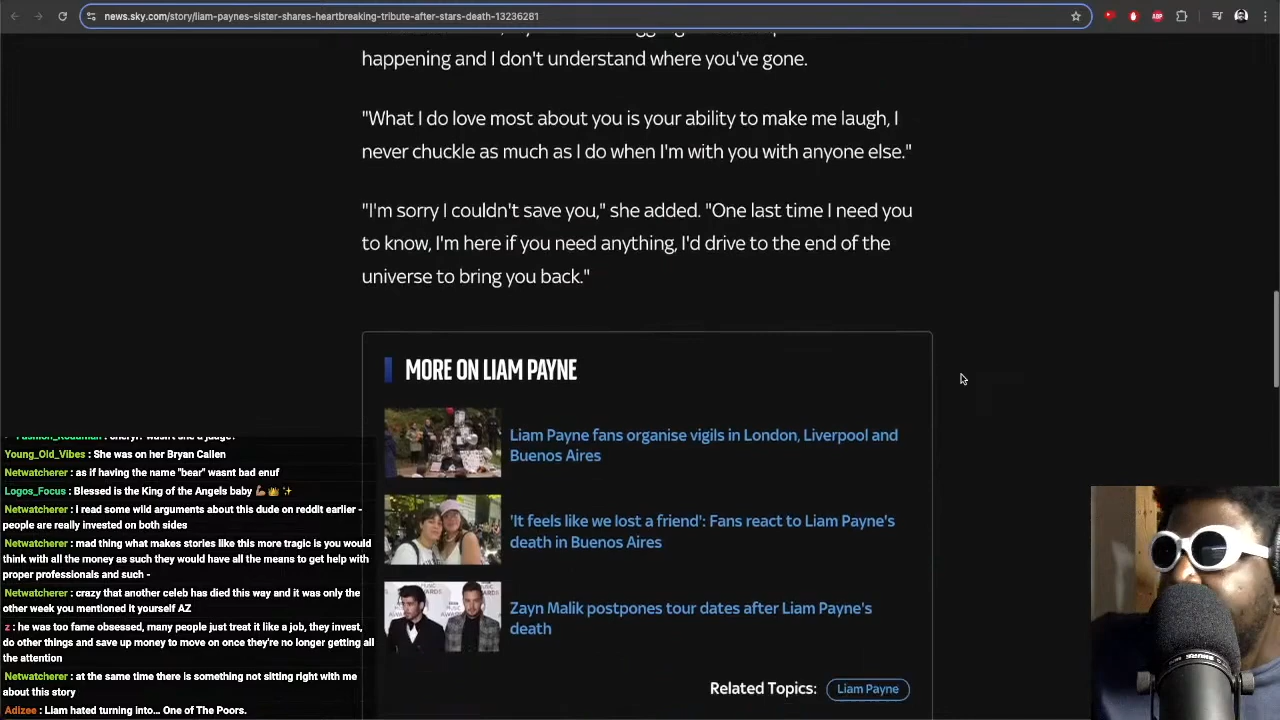 news.sky.com/story/liam-paynes-sister-shares-heartbreaking-tribute-after-stars-death-13236281
happening and I don't understand where you've gone.
"What I do love most about you is your ability to make me laugh, I
never chuckle as much as I do when I'm with you with anyone else."
"I'm sorry I couldn't save you," she added. "One last time I need you
to know, I'm here if you need anything, I'd drive to the end of the
universe to bring you back."
MORE ON LIAM PAYNE
Liam Payne fans organise vigils in London, Liverpool and
Buenos Aires
'It feels like we lost a friend': Fans react to Liam Payne's
death in Buenos Aires
Zayn Malik postpones tour dates after Liam Payne's
death
Related Topics: Liam Payne
Young_Old_Vibes : She was on her Bryan Callen
Netwatcherer : as if having the name "bear" wasnt bad enuf
Logos_Focus : Blessed is the King of the Angels baby 💪🏾👑✨
Netwatcherer : I read some wild arguments about this dude on reddit earlier -
people are really invested on both sides
Netwatcherer : mad thing what makes stories like this more tragic is you would
think with all the money as such they would have all the means to get help with
proper professionals and such -
Netwatcherer : crazy that another celeb has died this way and it was only the
other week you mentioned it yourself AZ
z : he was too fame obsessed, many people just treat it like a job, they invest,
do other things and save up money to move on once they're no longer getting all
the attention
Netwatcherer : at the same time there is something not sitting right with me
about this story
Adizee : Liam hated turning into... One of The Poors.